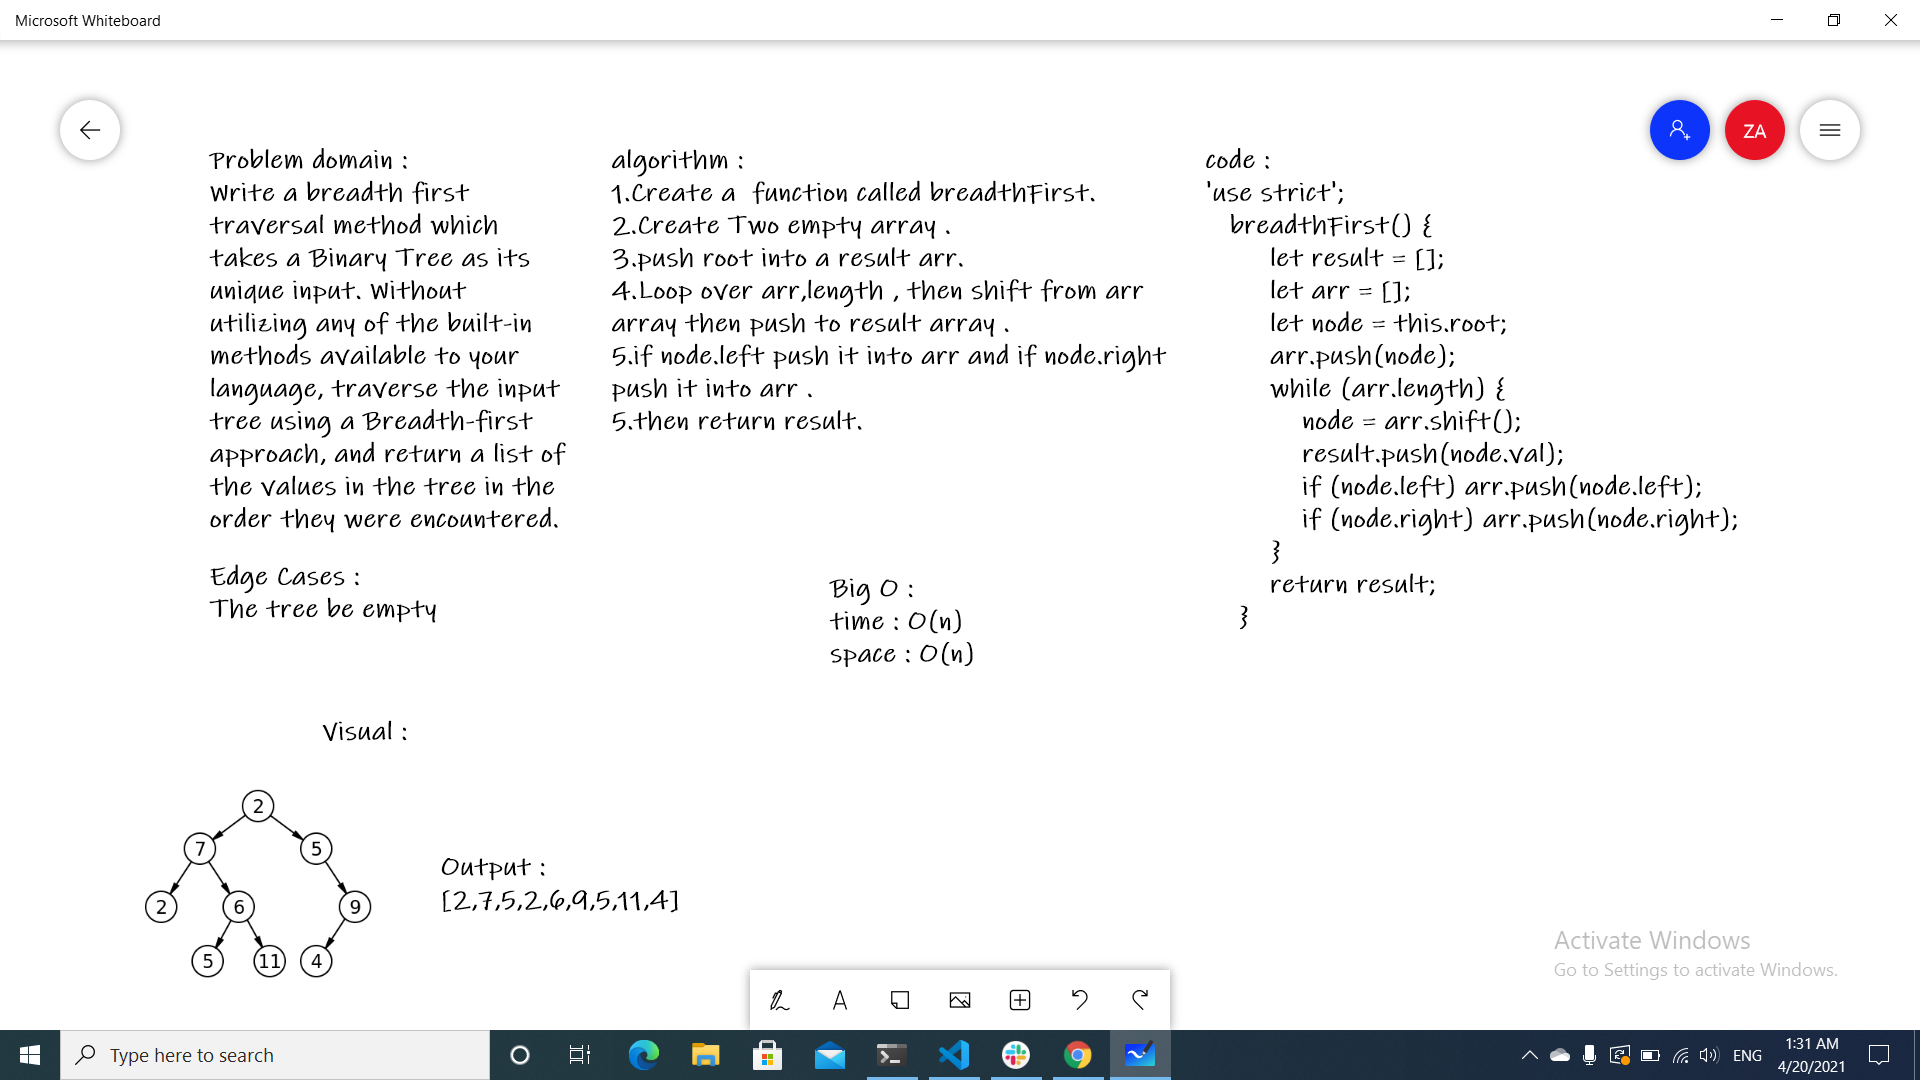 Microsoft Whiteboard
ZA
Problem domain :
Write a breadth first
traversal method which
takes a Binary Tree as its
unique input. Without
utilizing any of the built-in
methods available to your
language, traverse the input
tree using a Breadth-first
approach, and return a list of
the values in the tree in the
order they were encountered.
Edge Cases :
The tree be empty
algorithm :
1.Create a  function called breadthFirst.
2.Create Two empty array .
3.push root into a result arr.
4.Loop over arr,length , then shift from arr
array then push to result array .
5.if node.left push it into arr and if node.right
push it into arr .
5.then return result.
Big O :
time : O(n)
space : O(n)
code :
'use strict';
breadthFirst() {
let result = [];
let arr = [];
let node = this.root;
arr.push(node);
while (arr.length) {
node = arr.shift();
result.push(node.val);
if (node.left) arr.push(node.left);
if (node.right) arr.push(node.right);
}
return result;
}
Visual :
2
7 5
2 6 9
5 11 4
Output :
[2,7,5,2,6,9,5,11,4]
Activate Windows
Go to Settings to activate Windows.
Type here to search
ENG
1:31 AM
4/20/2021